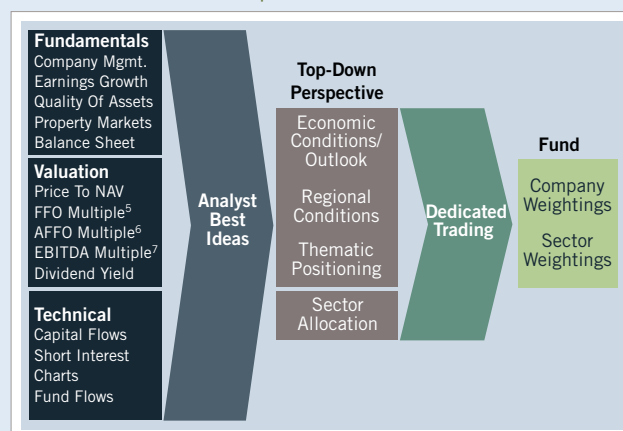 Fundamentals
Company Mgmt.
Earnings Growth
Quality Of Assets
Property Markets
Balance Sheet
Valuation
Price To NAV
FFO Multiple⁵
AFFO Multiple⁶
EBITDA Multiple⁷
Dividend Yield
Technical
Capital Flows
Short Interest
Charts
Fund Flows
Analyst
Best
Ideas
Top-Down
Perspective
Economic
Conditions/
Outlook
Regional
Conditions
Thematic
Positioning
Sector
Allocation
Dedicated
Trading
Fund
Company
Weightings
Sector
Weightings